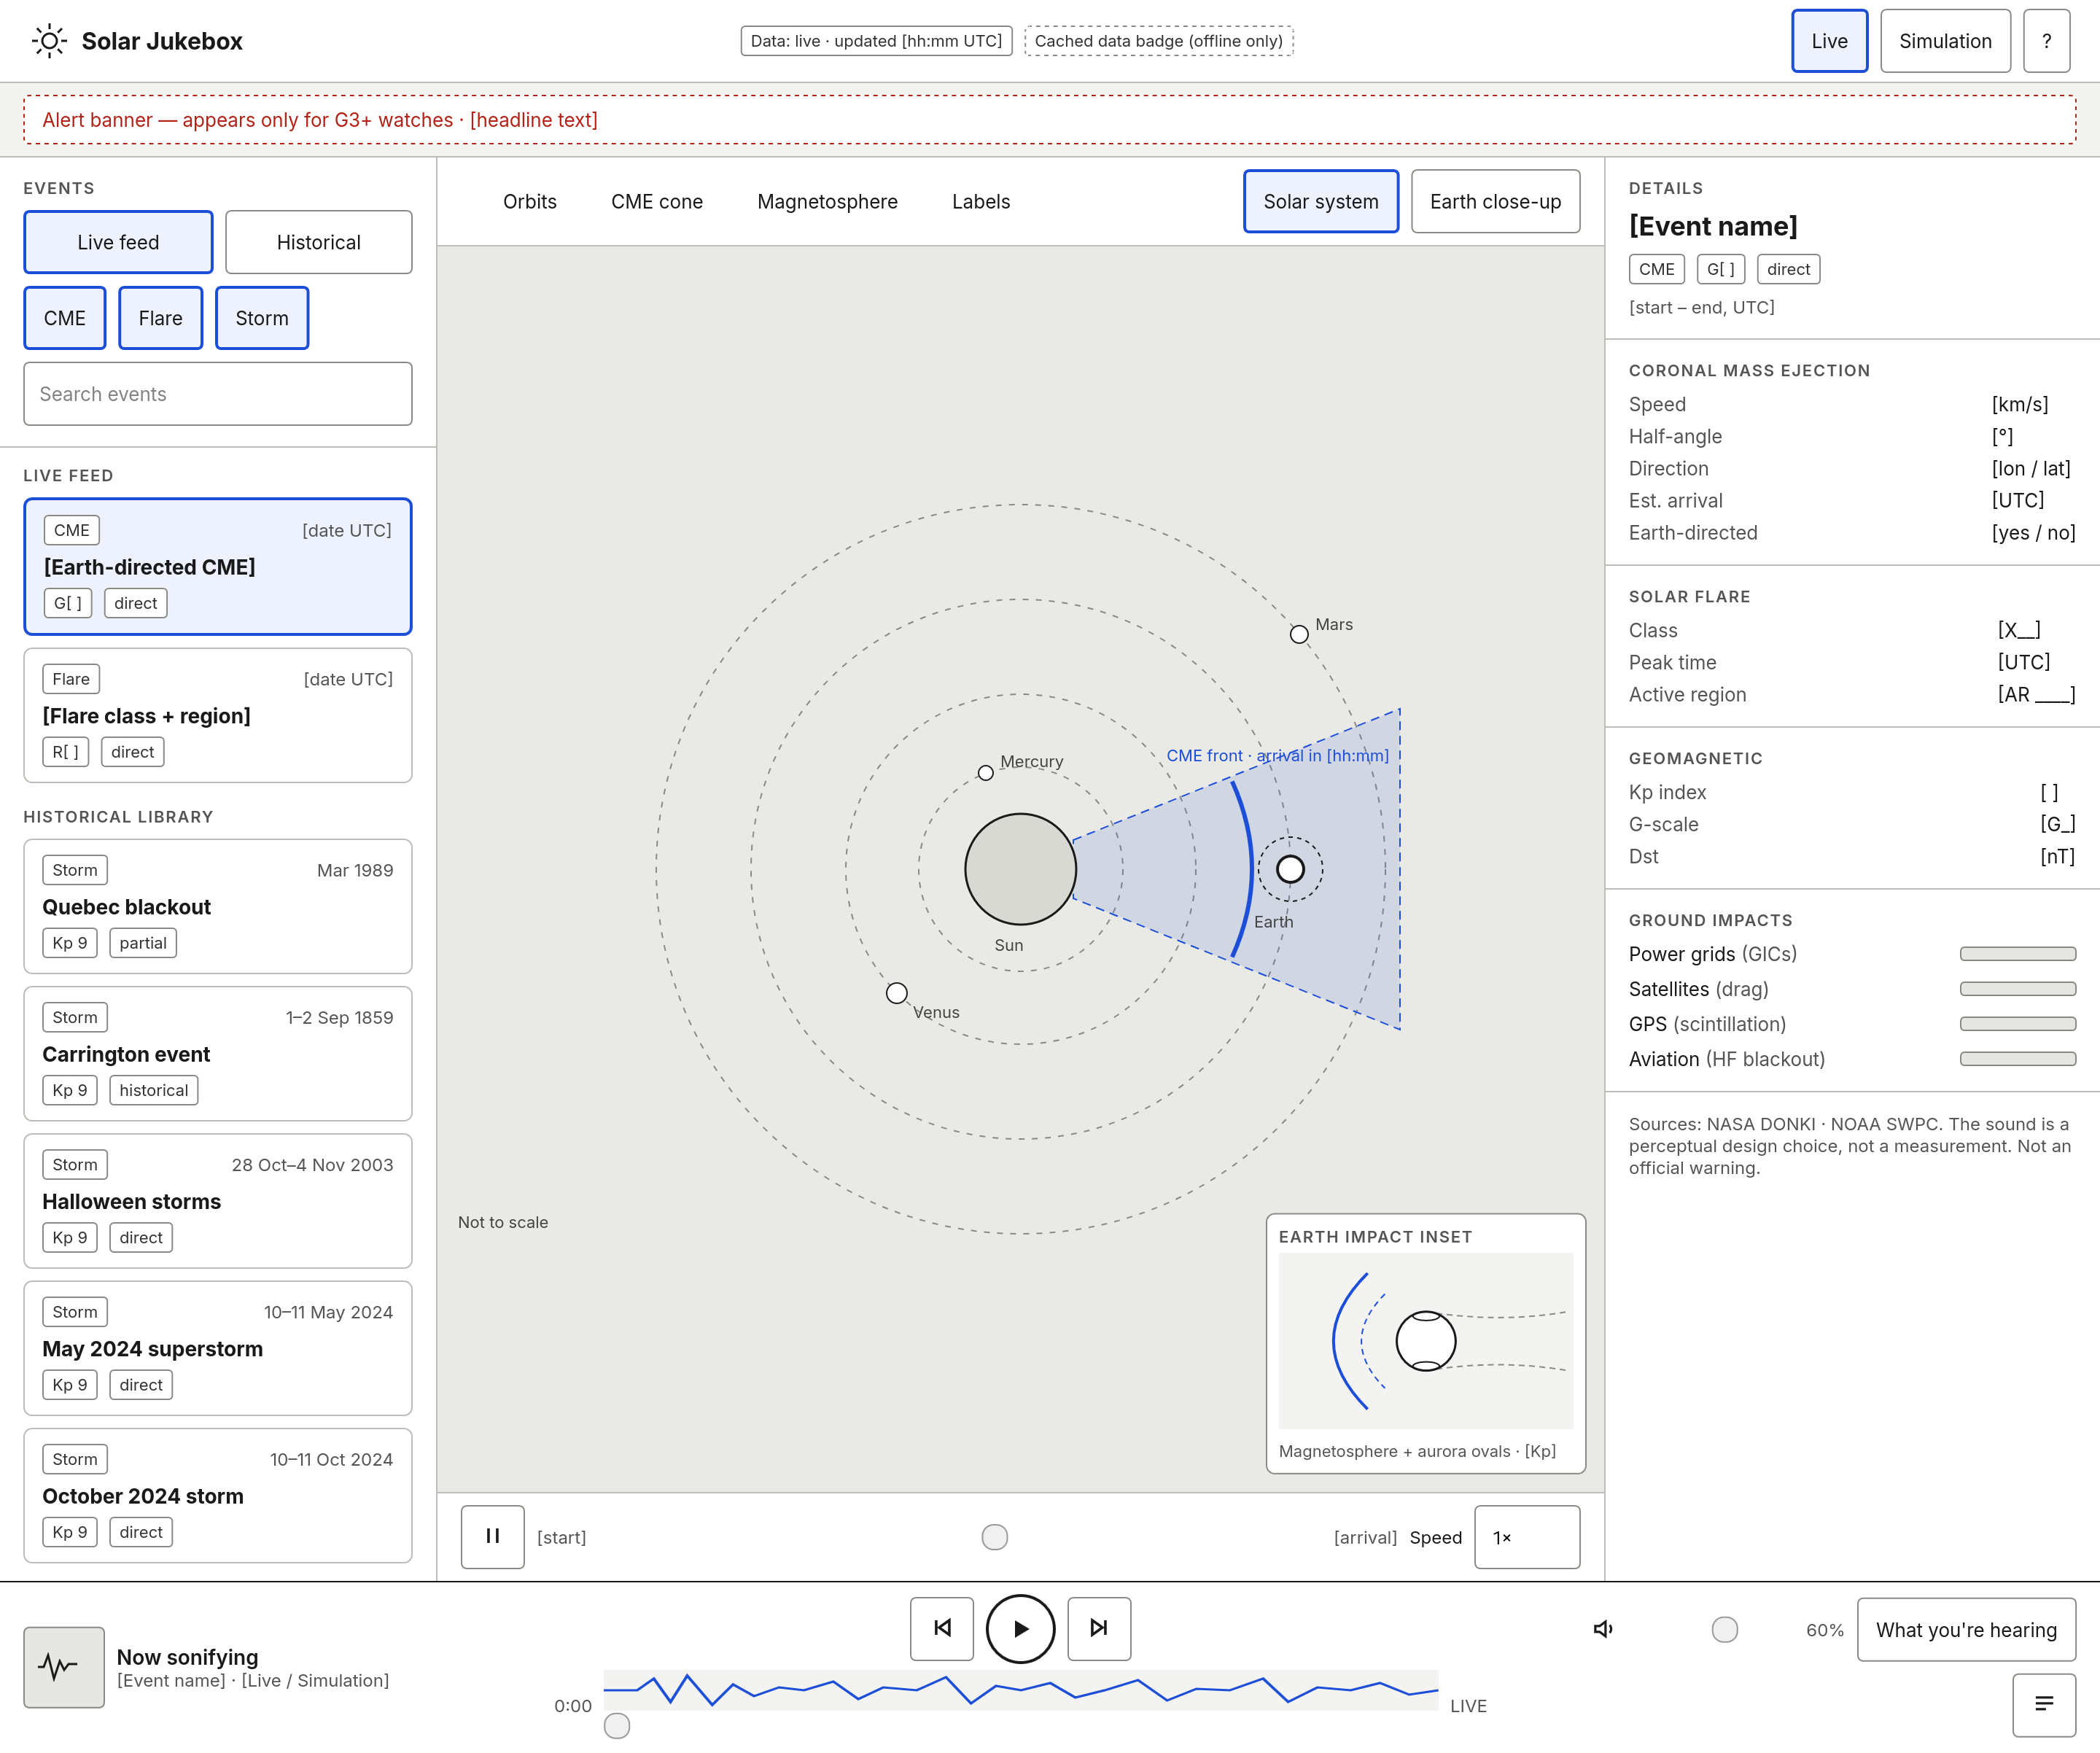 Solar Jukebox
Data: live · updated [hh:mm UTC]
Cached data badge (offline only)
Live
Simulation
?
Alert banner — appears only for G3+ watches · [headline text]
EVENTS
Live feed
Historical
CME
Flare
Storm
Search events
LIVE FEED
CME
[date UTC]
[Earth-directed CME]
G[ ]
direct
Flare
[date UTC]
[Flare class + region]
R[ ]
direct
HISTORICAL LIBRARY
Storm
Mar 1989
Quebec blackout
Kp 9
partial
Storm
1–2 Sep 1859
Carrington event
Kp 9
historical
Storm
28 Oct–4 Nov 2003
Halloween storms
Kp 9
direct
Storm
10–11 May 2024
May 2024 superstorm
Kp 9
direct
Storm
10–11 Oct 2024
October 2024 storm
Kp 9
direct
Orbits
CME cone
Magnetosphere
Labels
Solar system
Earth close-up
Mars
CME front · arrival in [hh:mm]
Mercury
Earth
Sun
Venus
Not to scale
EARTH IMPACT INSET
Magnetosphere + aurora ovals · [Kp]
[start]
[arrival]
Speed
1×
DETAILS
[Event name]
CME
G[ ]
direct
[start – end, UTC]
CORONAL MASS EJECTION
Speed [km/s]
Half-angle [°]
Direction [lon / lat]
Est. arrival [UTC]
Earth-directed [yes / no]
SOLAR FLARE
Class [X__]
Peak time [UTC]
Active region [AR ____]
GEOMAGNETIC
Kp index [ ]
G-scale [G_]
Dst [nT]
GROUND IMPACTS
Power grids (GICs)
Satellites (drag)
GPS (scintillation)
Aviation (HF blackout)
Sources: NASA DONKI · NOAA SWPC. The sound is a
perceptual design choice, not a measurement. Not an
official warning.
Now sonifying
[Event name] · [Live / Simulation]
0:00
LIVE
60%
What you're hearing